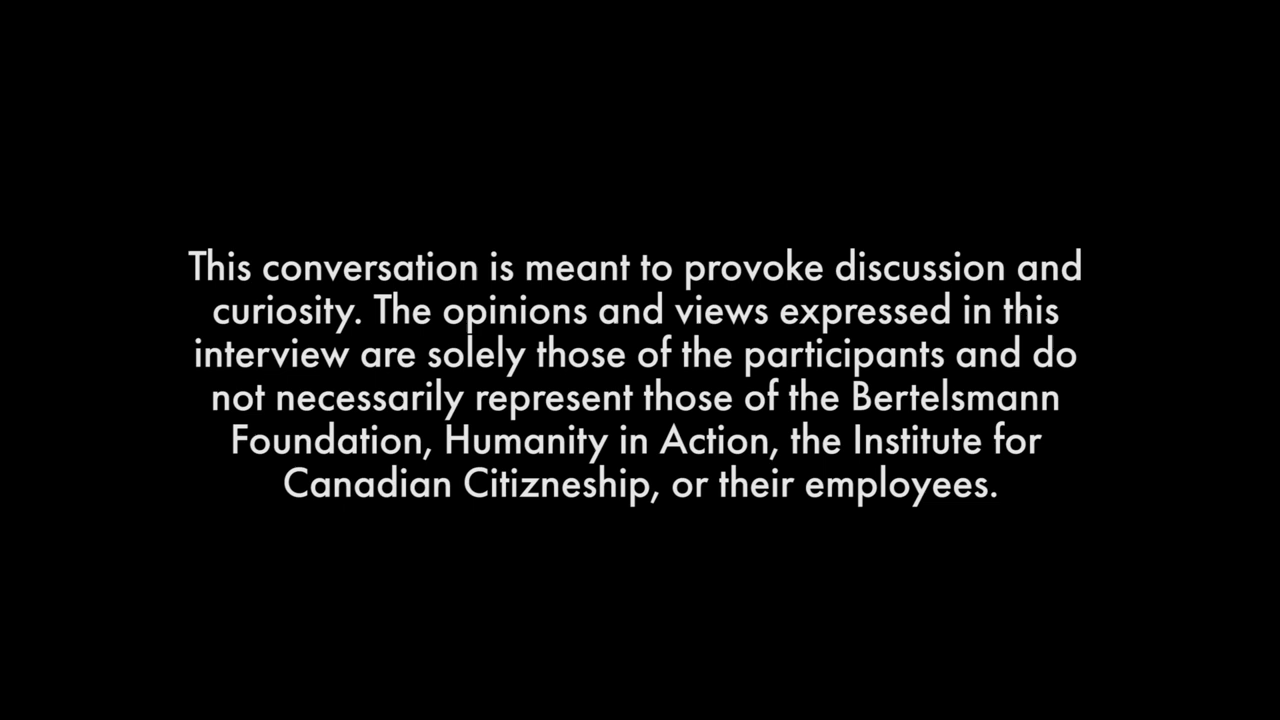 This conversation is meant to provoke discussion and
curiosity. The opinions and views expressed in this
interview are solely those of the participants and do
not necessarily represent those of the Bertelsmann
Foundation, Humanity in Action, the Institute for
Canadian Citizneship, or their employees.